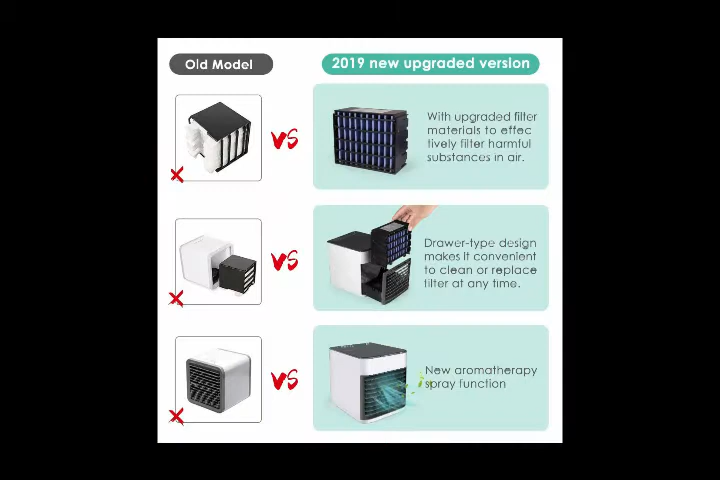 Old Model
2019 new upgraded version
VS
With upgraded filter
materials to effec
tively filter harmful
substances in air.
VS
Drawer-type design
makes it convenient
to clean or replace
filter at any time.
VS
New aromatherapy
spray function